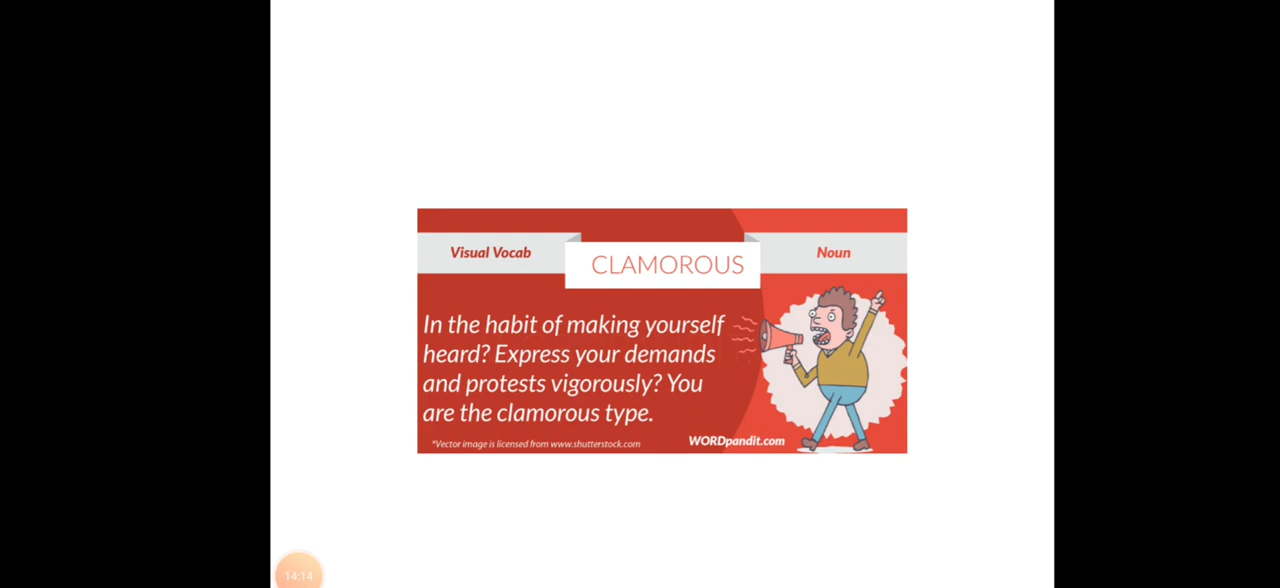 Visual Vocab
CLAMOROUS
Noun
In the habit of making yourself
heard? Express your demands
and protests vigorously? You
are the clamorous type.
*Vector image is licensed from www.shutterstock.com
WORDpandit.com
14:14